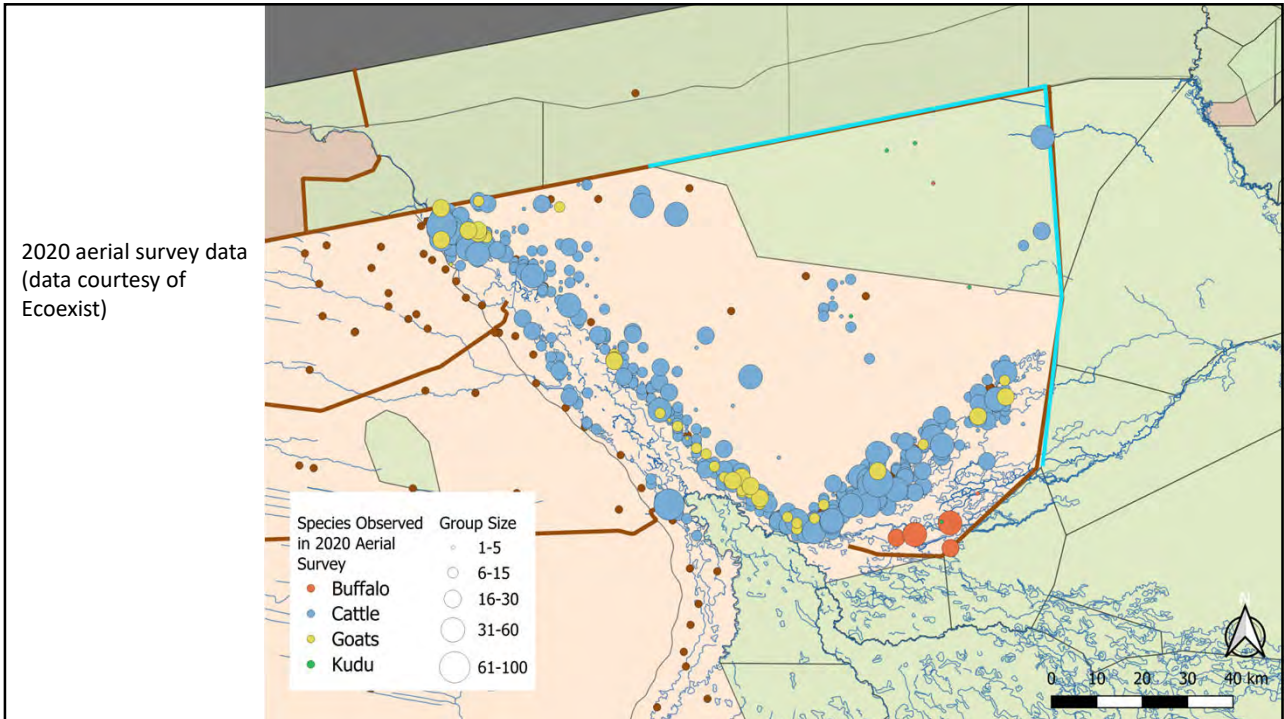 2020 aerial survey data
(data courtesy of
Ecoexist)
Species Observed
in 2020 Aerial
Survey
Buffalo
Cattle
Goats
Kudu
Group Size
1-5
6-15
16-30
31-60
61-100
N
0 10 20 30 40 km